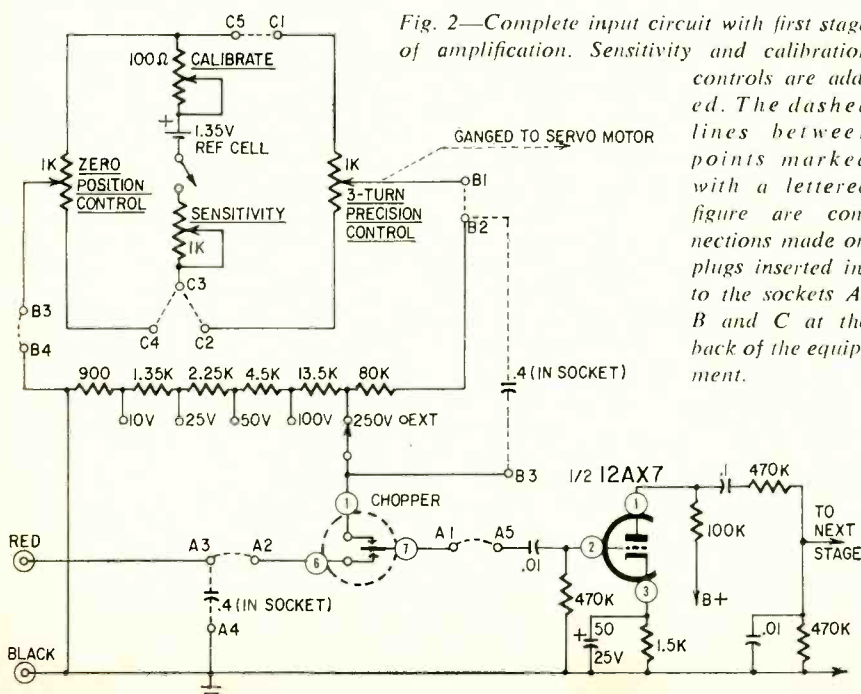 Fig. 2—Complete input circuit with first stage
of amplification. Sensitivity and calibration
controls are add-
ed. The dashed
lines between
points marked
with a lettered
figure are con-
nections made on
plugs inserted in-
to the sockets A,
B and C at the
back of the equip-
ment.
C5 C1
100Ω CALIBRATE
+ 1.35V
REF CELL
GANGED TO SERVO MOTOR
1K ZERO
POSITION
CONTROL
1K
3-TURN
PRECISION
CONTROL
SENSITIVITY
1K
B1
B2
C3
C4 C2
B3
B4
900 1.35K 2.25K 4.5K 13.5K 80K
.4 (IN SOCKET)
10V 25V 50V 100V 250V EXT
B3
1/2 12AX7
.1 470K
1 CHOPPER
1
100K
TO
NEXT
STAGE
RED
A3 A2 6 7 A1 A5
.01
2
3
B+
.4 (IN SOCKET)
A4
470K
+ 50
25V
1.5K
.01 470K
BLACK